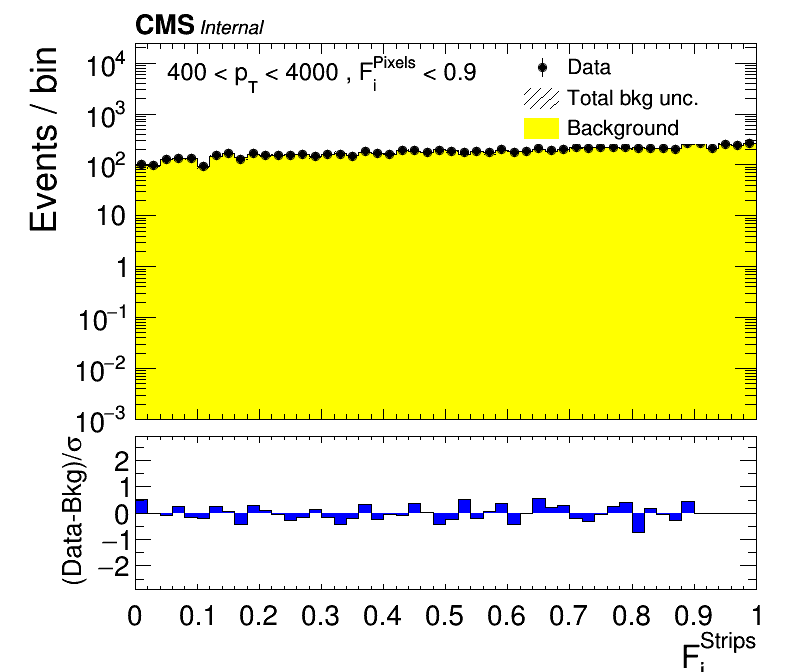 CMS Internal
400 < p_T < 4000 , F_i^Pixels < 0.9
Data
Total bkg unc.
Background
Events / bin
10^4
10^3
10^2
10
1
10^−1
10^−2
10^−3
(Data-Bkg)/σ
2
1
0
−1
−2
0 0.1 0.2 0.3 0.4 0.5 0.6 0.7 0.8 0.9 1
F_i^Strips